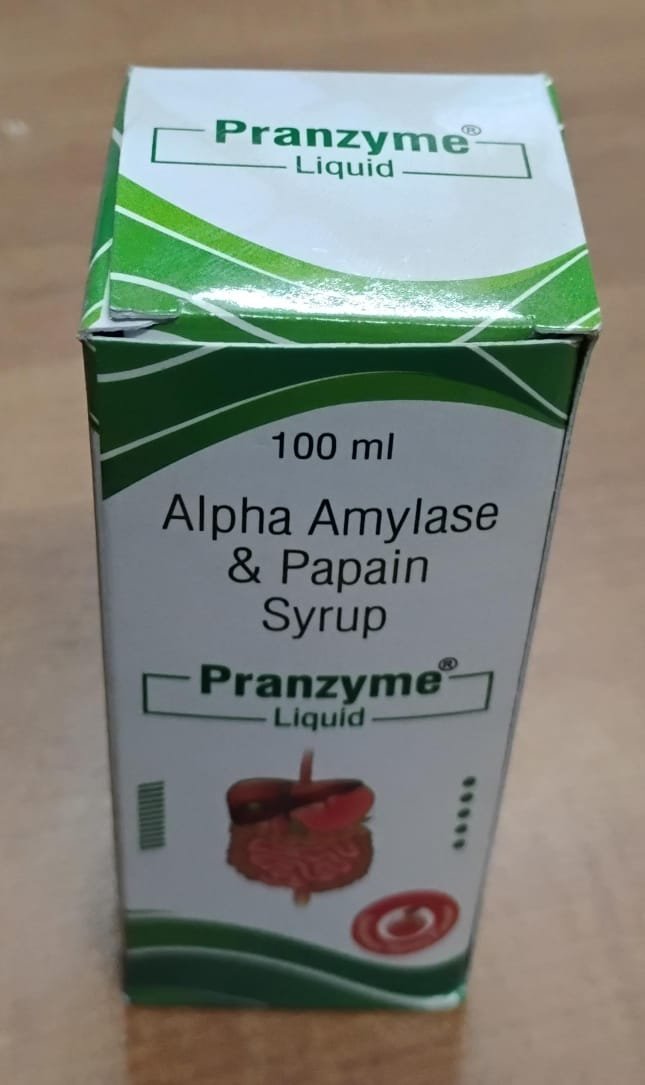 Pranzyme®
Liquid
100 ml
Alpha Amylase
& Papain
Syrup
Pranzyme®
Liquid